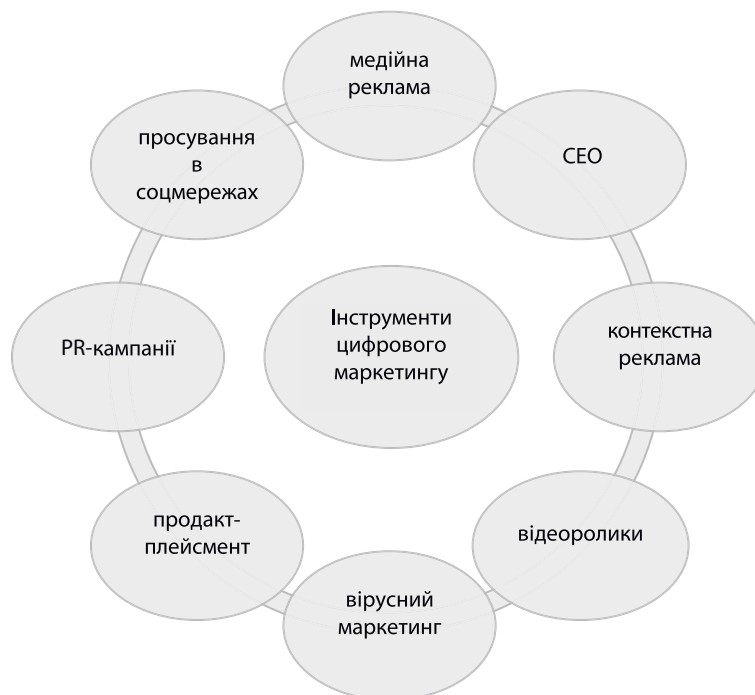 медійна
реклама
СЕО
контекстна
реклама
відеоролики
вірусний
маркетинг
продакт-
плейсмент
PR-кампанії
просування
в
соцмережах
Інструменти
цифрового
маркетингу